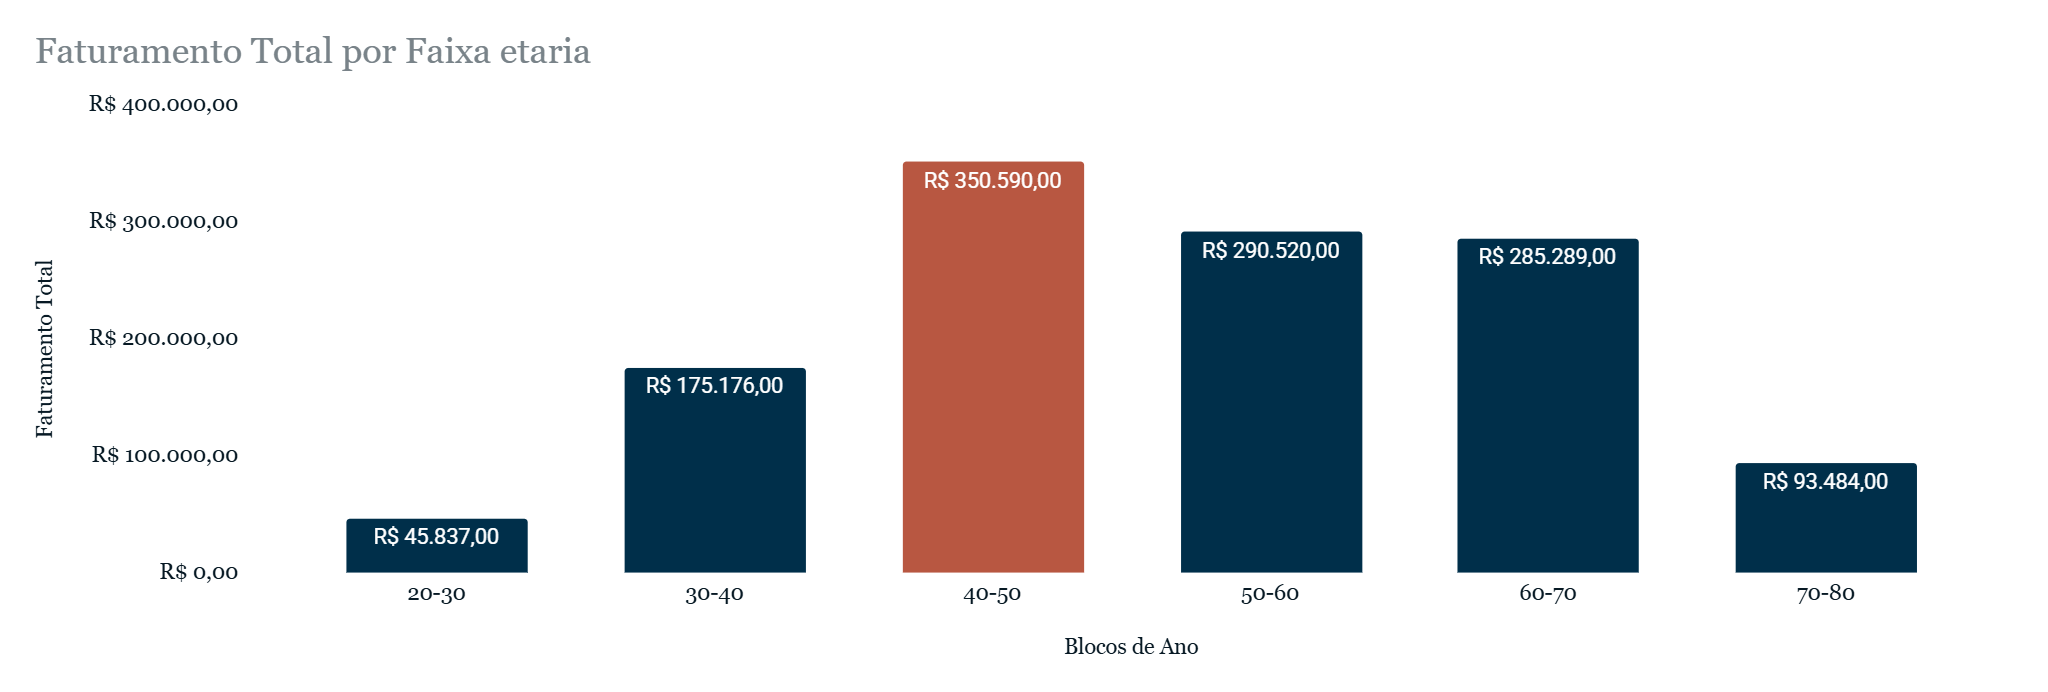 Faturamento Total por Faixa etaria
R$ 400.000,00
R$ 300.000,00
R$ 200.000,00
R$ 100.000,00
R$ 0,00
Faturamento Total
R$ 45.837,00
R$ 175.176,00
R$ 350.590,00
R$ 290.520,00
R$ 285.289,00
R$ 93.484,00
20-30
30-40
40-50
50-60
60-70
70-80
Blocos de Ano